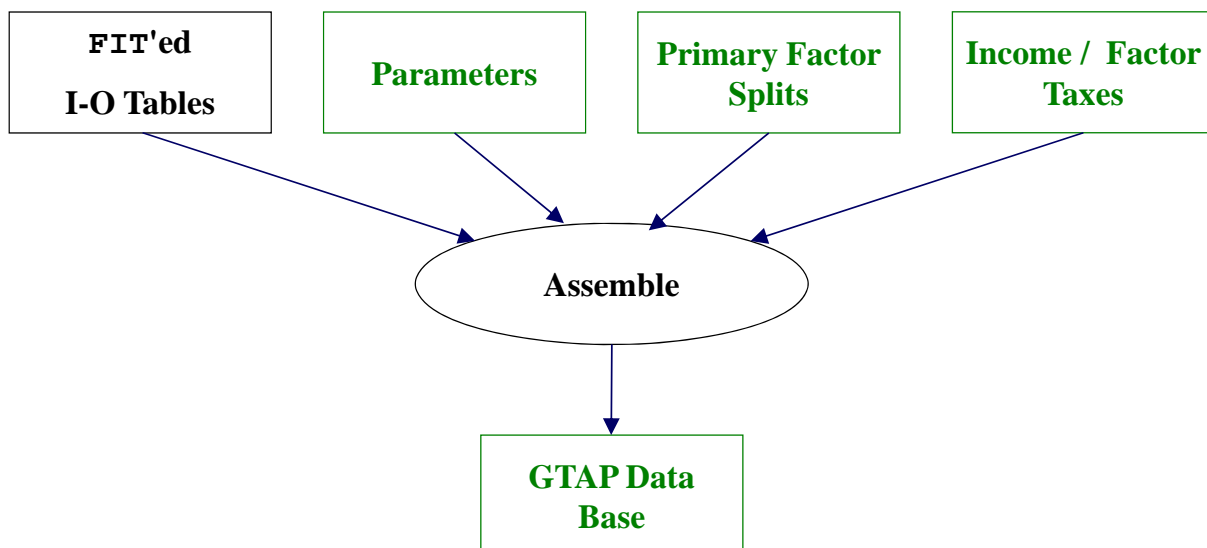 FIT'ed
I-O Tables
Parameters
Primary Factor
Splits
Income / Factor
Taxes
Assemble
GTAP Data
Base